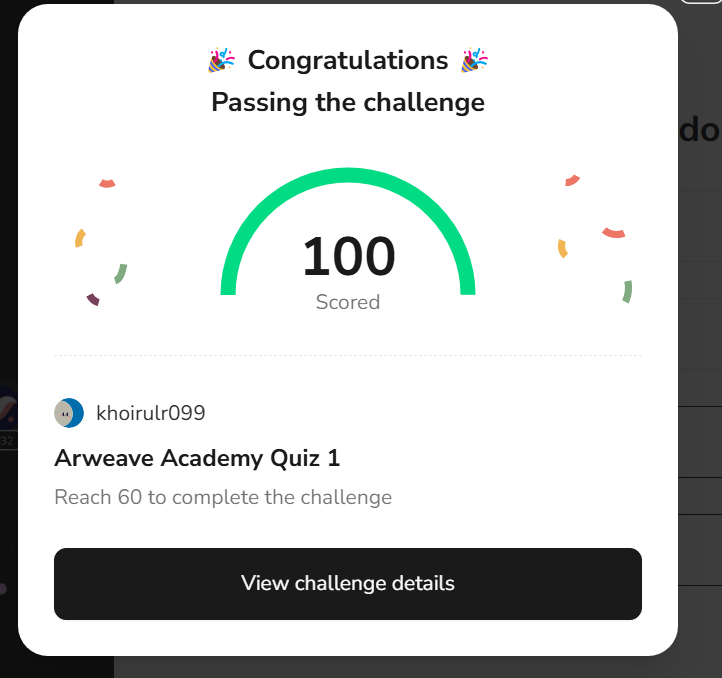 🎉 Congratulations 🎉
Passing the challenge
100
Scored
khoirulr099
Arweave Academy Quiz 1
Reach 60 to complete the challenge
View challenge details
do
32